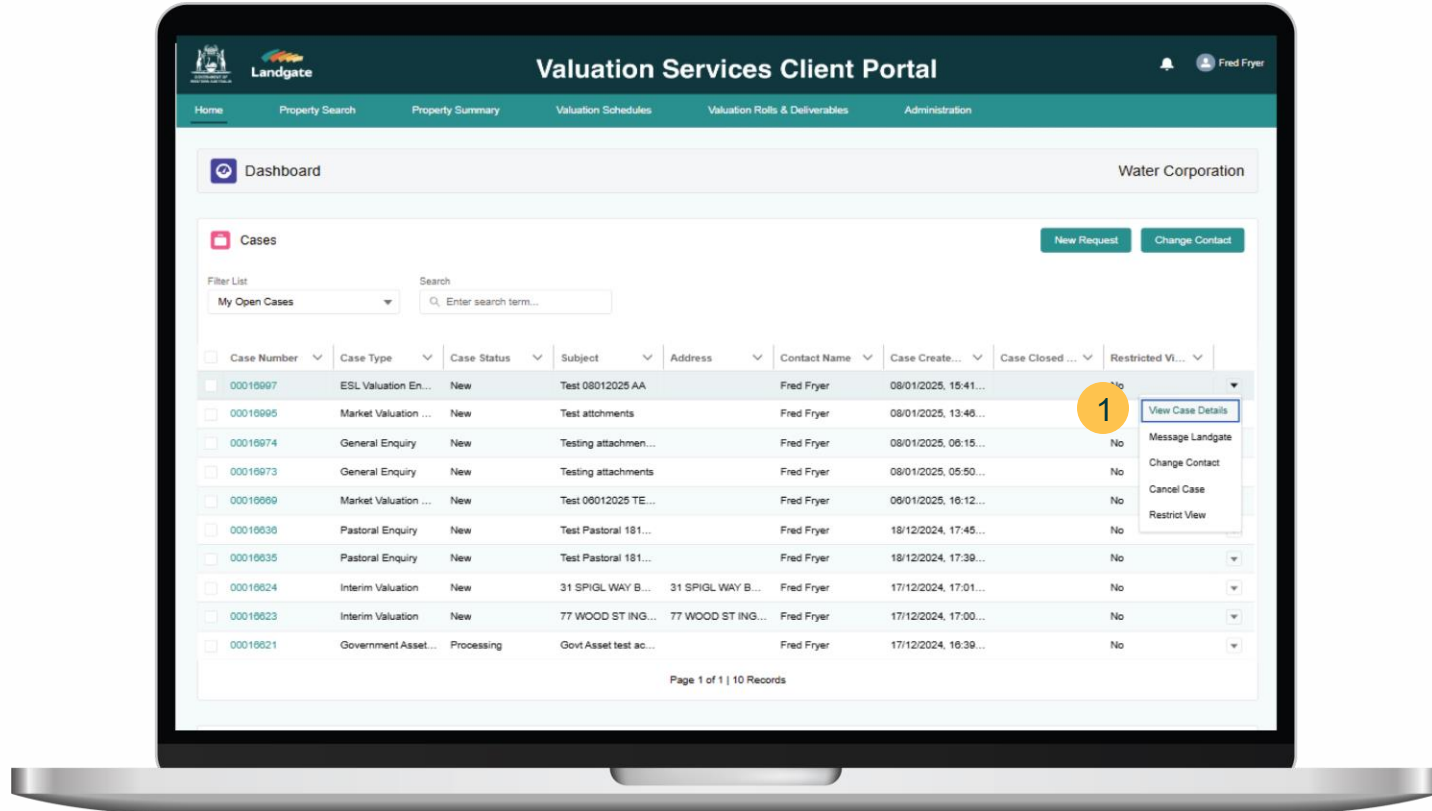 Landgate
Valuation Services Client Portal
Fred Fryer
Home Property Search Property Summary Valuation Schedules Valuation Rolls & Deliverables Administration
Dashboard Water Corporation
Cases New Request Change Contact
Filter List Search
My Open Cases Enter search term...
Case Number Case Type Case Status Subject Address Contact Name Case Create... Case Closed ... Restricted Vi...
00016997 ESL Valuation En... New Test 08012025 AA Fred Fryer 08/01/2025, 15:41... No
00016995 Market Valuation ... New Test attchments Fred Fryer 08/01/2025, 13:46...
1 View Case Details
00016974 General Enquiry New Testing attachmen... Fred Fryer 08/01/2025, 06:15... No
Message Landgate
00016973 General Enquiry New Testing attachments Fred Fryer 08/01/2025, 05:50... No
Change Contact
00016669 Market Valuation ... New Test 06012025 TE... Fred Fryer 06/01/2025, 16:12... No
Cancel Case
Restrict View
00016636 Pastoral Enquiry New Test Pastoral 181... Fred Fryer 18/12/2024, 17:45... No
00016635 Pastoral Enquiry New Test Pastoral 181... Fred Fryer 18/12/2024, 17:39... No
00016624 Interim Valuation New 31 SPIGL WAY B... 31 SPIGL WAY B... Fred Fryer 17/12/2024, 17:01... No
00016623 Interim Valuation New 77 WOOD ST ING... 77 WOOD ST ING... Fred Fryer 17/12/2024, 17:00... No
00016621 Government Asset... Processing Govt Asset test ac... Fred Fryer 17/12/2024, 16:39... No
Page 1 of 1 | 10 Records